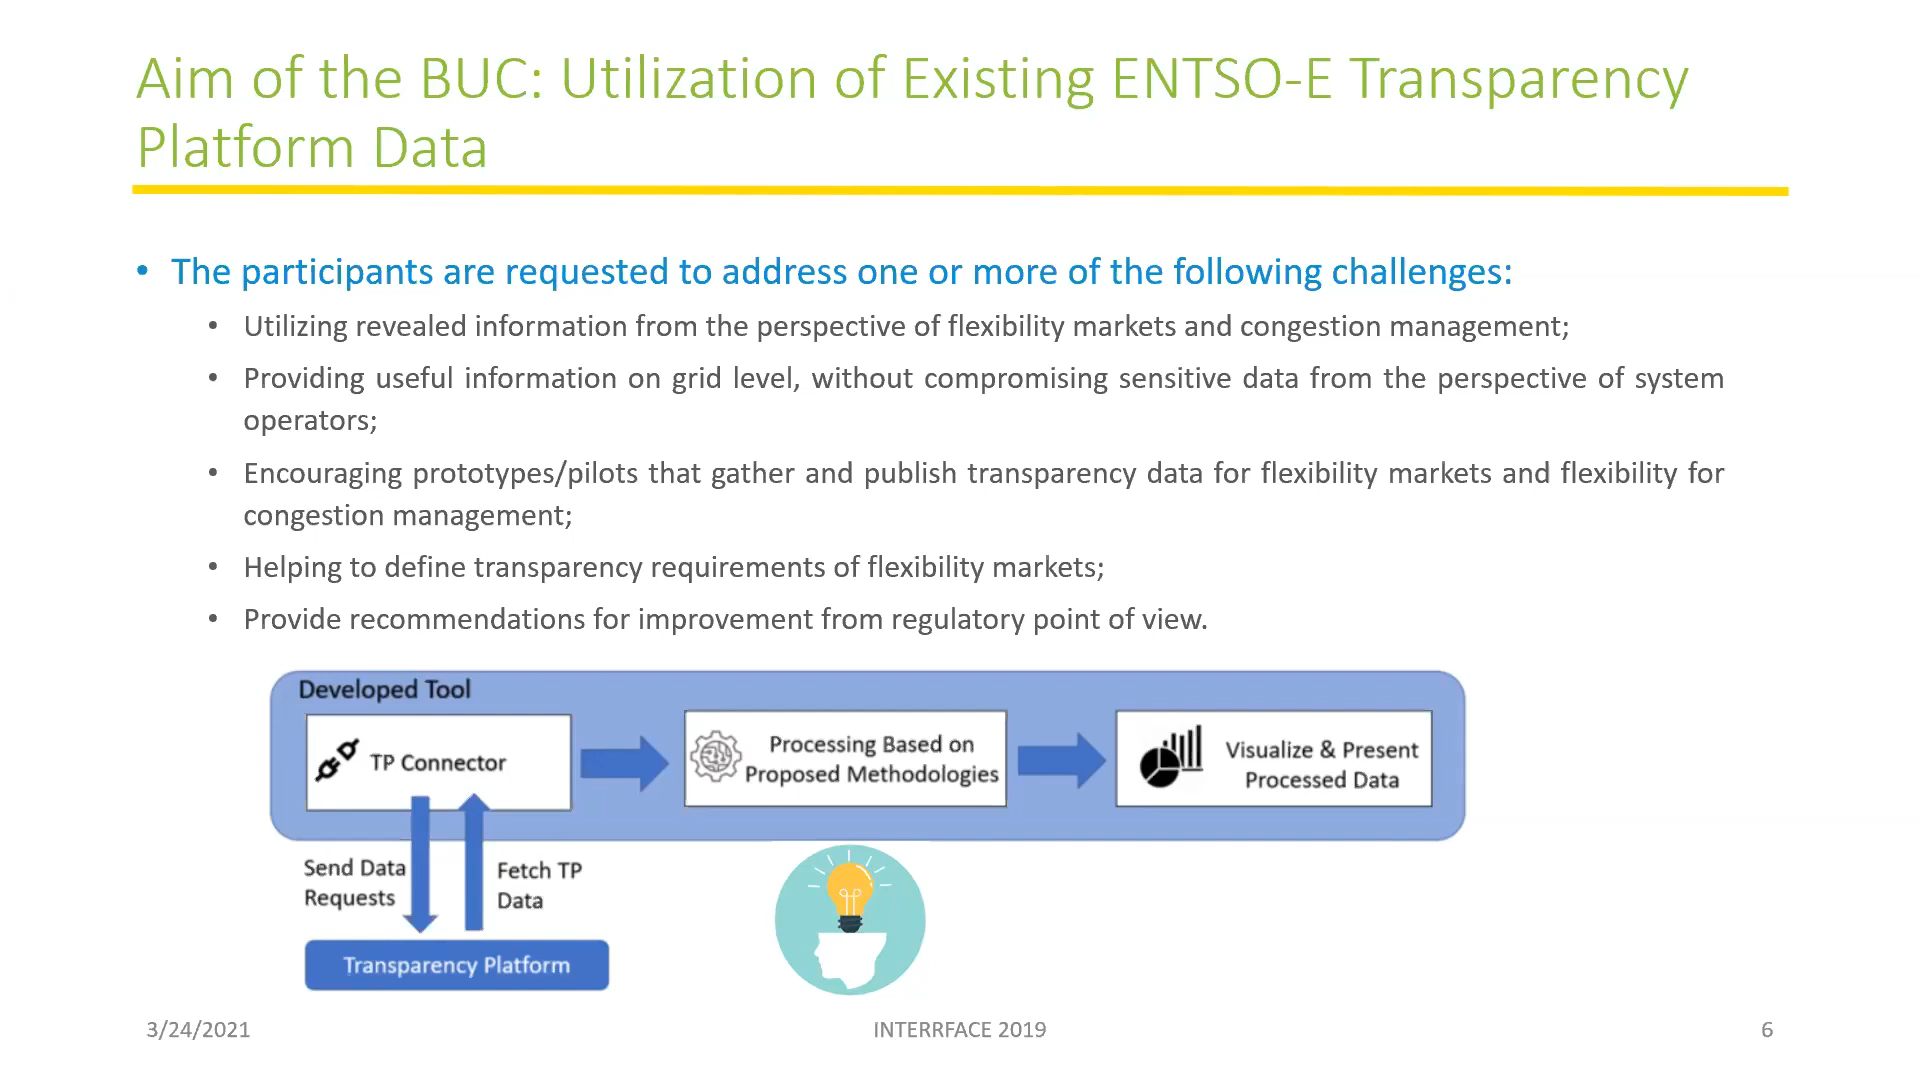 Aim of the BUC: Utilization of Existing ENTSO-E Transparency
Platform Data
• The participants are requested to address one or more of the following challenges:
• Utilizing revealed information from the perspective of flexibility markets and congestion management;
• Providing useful information on grid level, without compromising sensitive data from the perspective of system
operators;
• Encouraging prototypes/pilots that gather and publish transparency data for flexibility markets and flexibility for
congestion management;
• Helping to define transparency requirements of flexibility markets;
• Provide recommendations for improvement from regulatory point of view.
Developed Tool
TP Connector
Processing Based on
Proposed Methodologies
Visualize & Present
Processed Data
Send Data
Requests
Fetch TP
Data
Transparency Platform
3/24/2021
INTERRFACE 2019
6